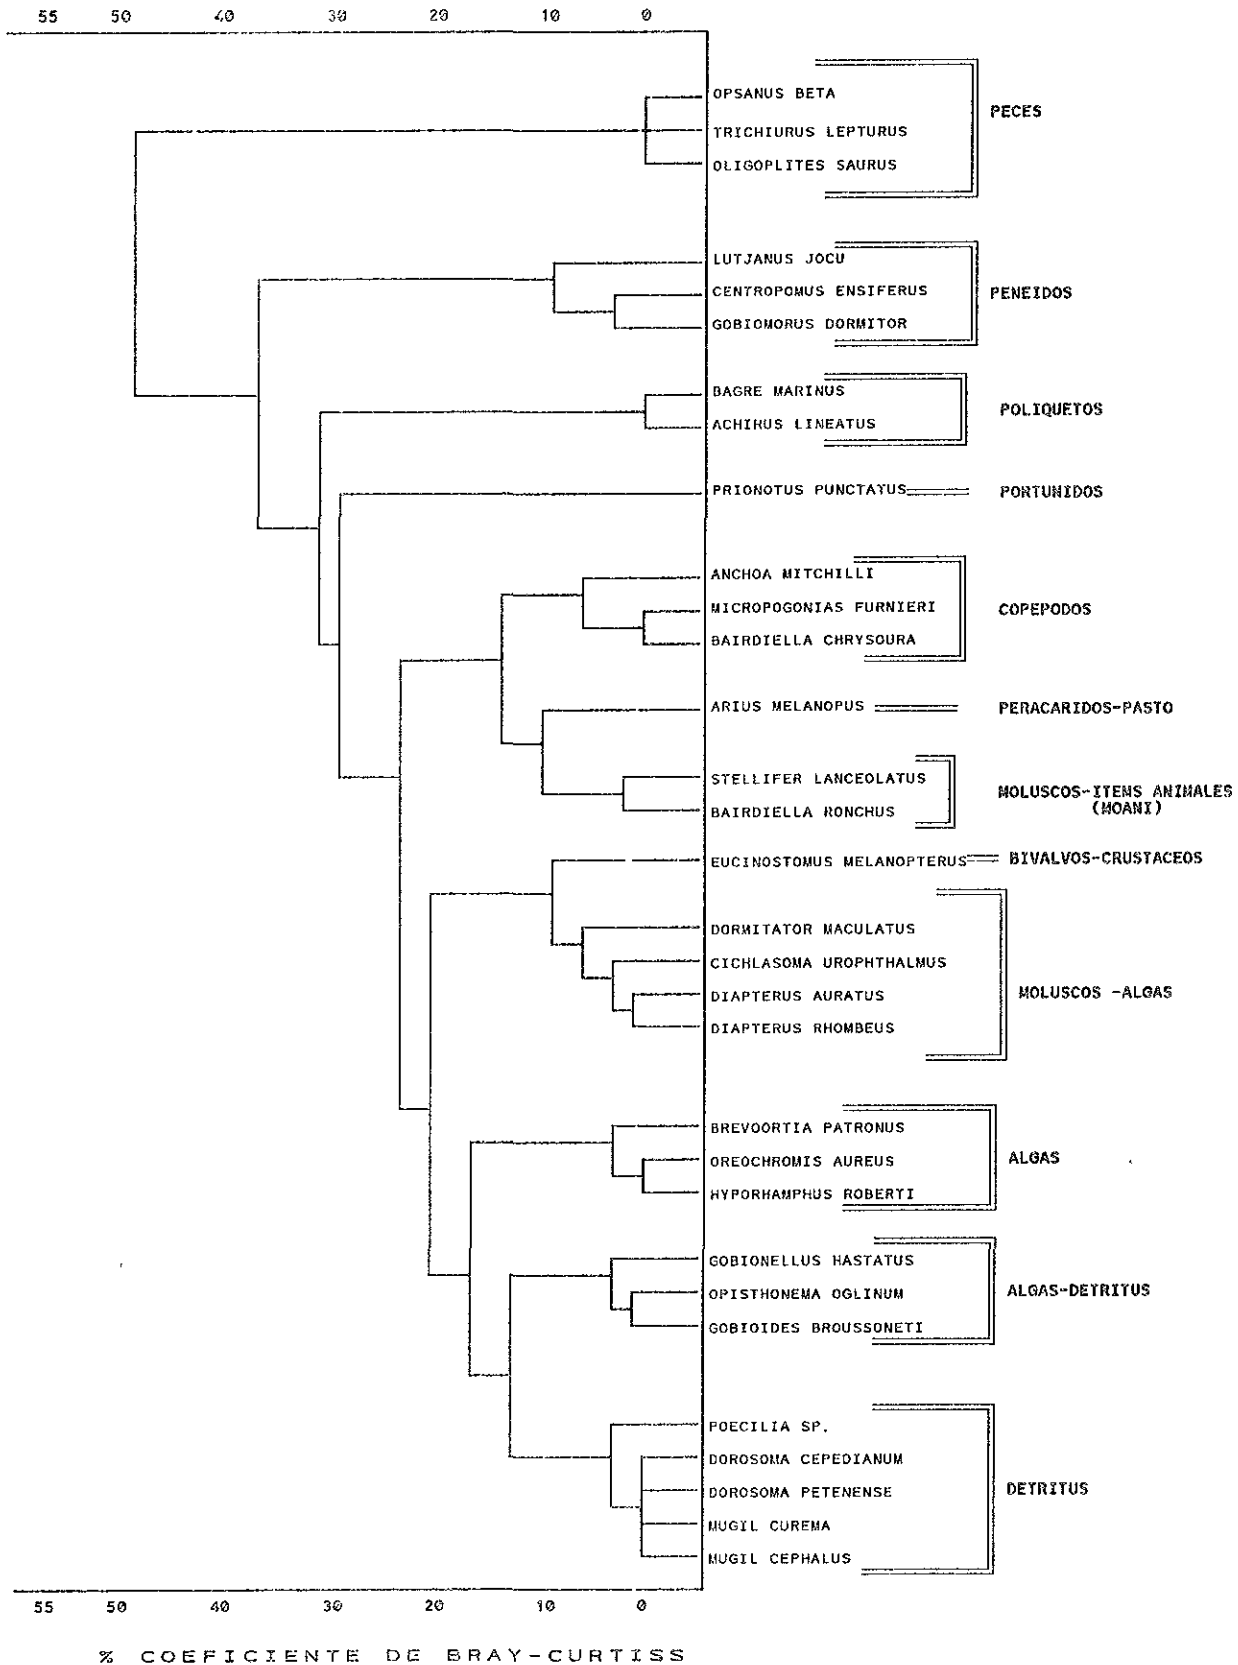 55 50 40 30 20 10 0
OPSANUS BETA
TRICHIURUS LEPTURUS
OLIGOPLITES SAURUS
PECES
LUTJANUS JOCU
CENTROPOMUS ENSIFERUS
GOBIOMORUS DORMITOR
PENEIDOS
BAGRE MARINUS
ACHIRUS LINEATUS
POLIQUETOS
PRIONOTUS PUNCTATUS
PORTUNIDOS
ANCHOA MITCHILLI
MICROPOGONIAS FURNIERI
BAIRDIELLA CHRYSOURA
COPEPODOS
ARIUS MELANOPUS
PERACARIDOS-PASTO
STELLIFER LANCEOLATUS
BAIRDIELLA RONCHUS
MOLUSCOS-ITENS ANIMALES
(MOANI)
EUCINOSTOMUS MELANOPTERUS
BIVALVOS-CRUSTACEOS
DORMITATOR MACULATUS
CICHLASOMA UROPHTHALMUS
DIAPTERUS AURATUS
DIAPTERUS RHOMBEUS
MOLUSCOS -ALGAS
BREVOORTIA PATRONUS
OREOCHROMIS AUREUS
HYPORHAMPHUS ROBERTI
ALGAS
GOBIONELLUS HASTATUS
OPISTHONEMA OGLINUM
GOBIOIDES BROUSSONETI
ALGAS-DETRITUS
POECILIA SP.
DOROSOMA CEPEDIANUM
DOROSOMA PETENENSE
MUGIL CUREMA
MUGIL CEPHALUS
DETRITUS
55 50 40 30 20 10 0
% COEFICIENTE DE BRAY-CURTISS